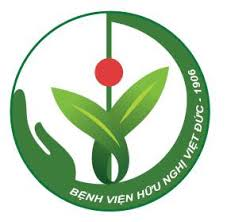 BỆNH VIỆN HỮU NGHỊ VIỆT ĐỨC - 1906